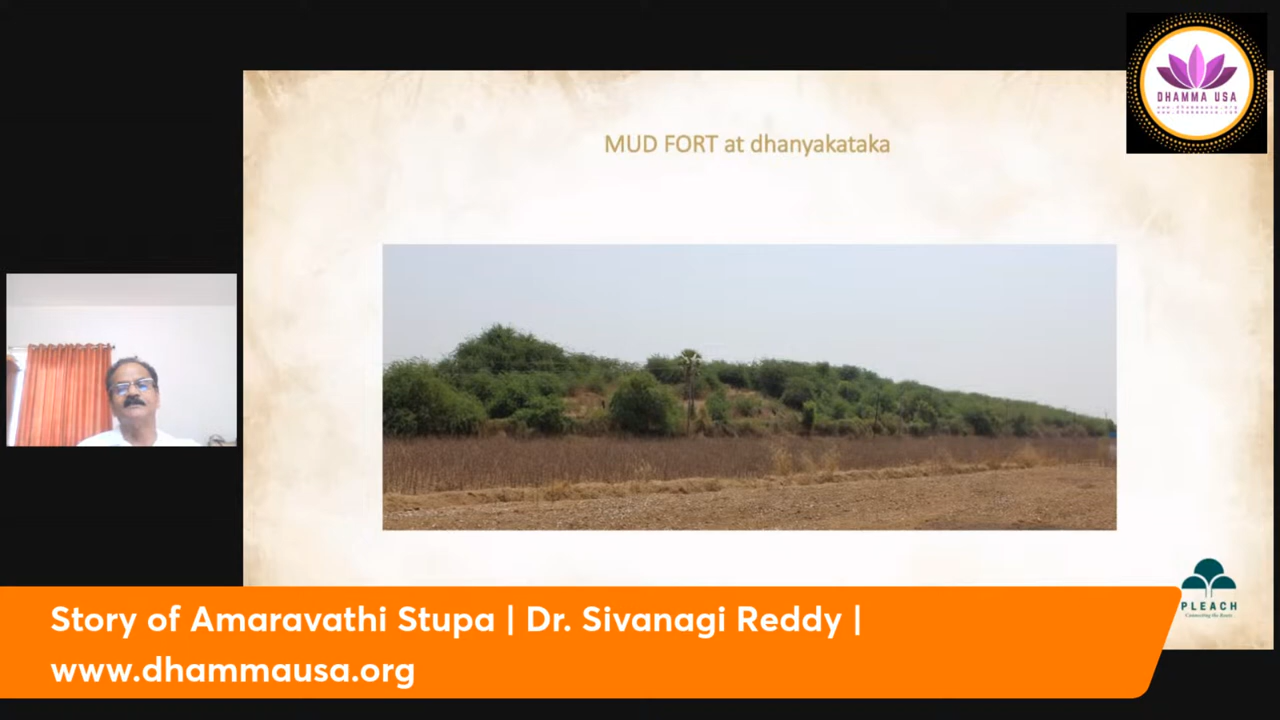 DHAMMA USA
MUD FORT at dhanyakataka
PLEACH
Story of Amaravathi Stupa | Dr. Sivanagi Reddy |
www.dhammausa.org